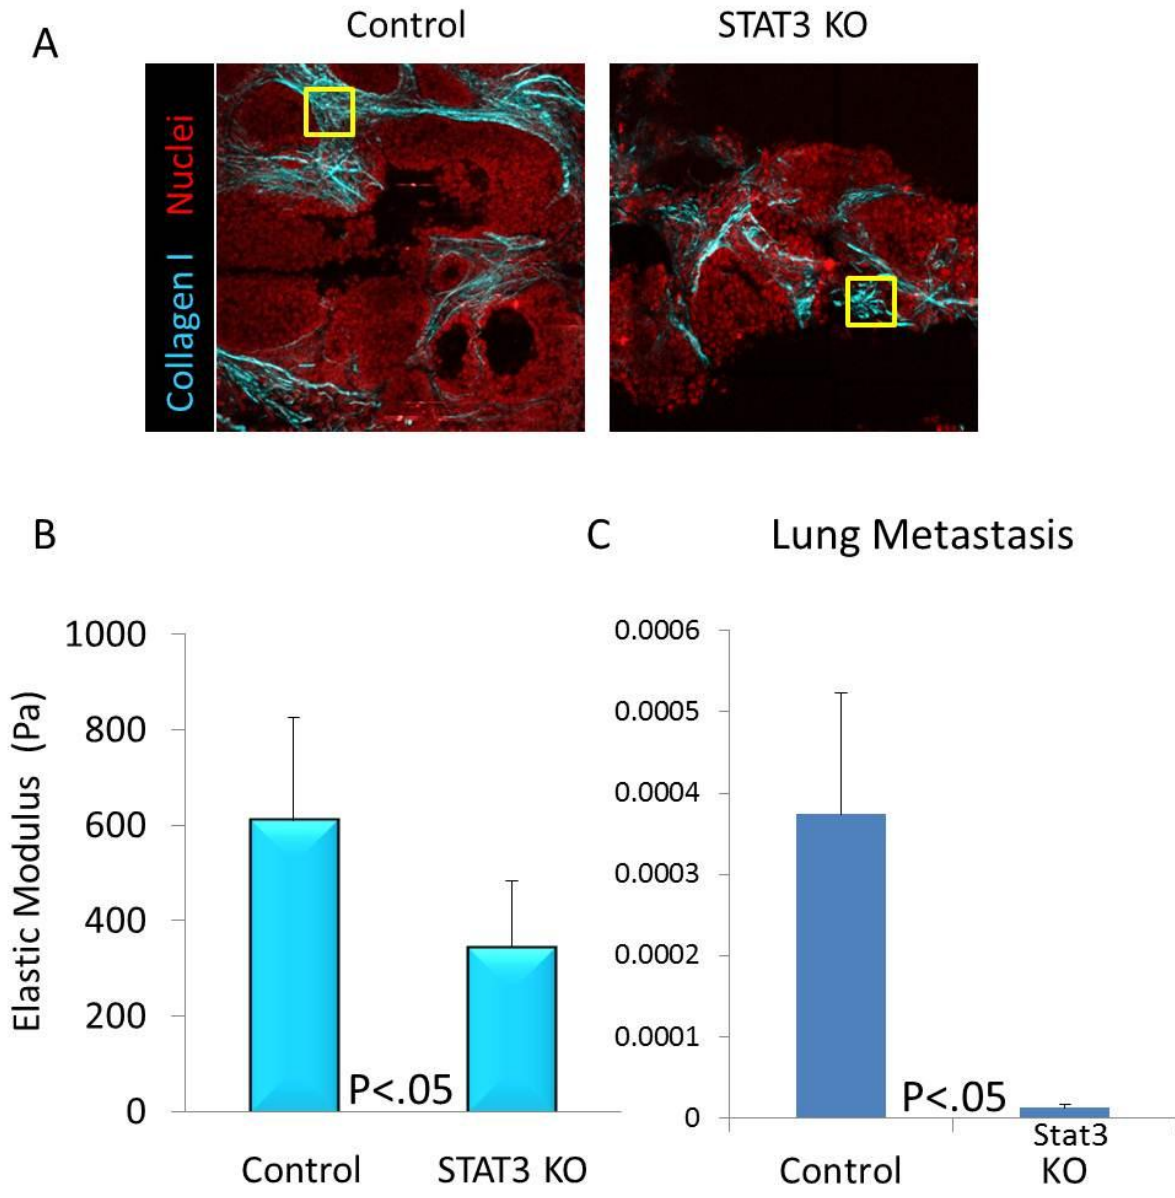 A
Control
STAT3 KO
Collagen I Nuclei
B
C
Lung Metastasis
Elastic Modulus (Pa)
1000
800
600
400
200
0
P<.05
Control
STAT3 KO
0.0006
0.0005
0.0004
0.0003
0.0002
0.0001
0
P<.05
Control
Stat3
KO